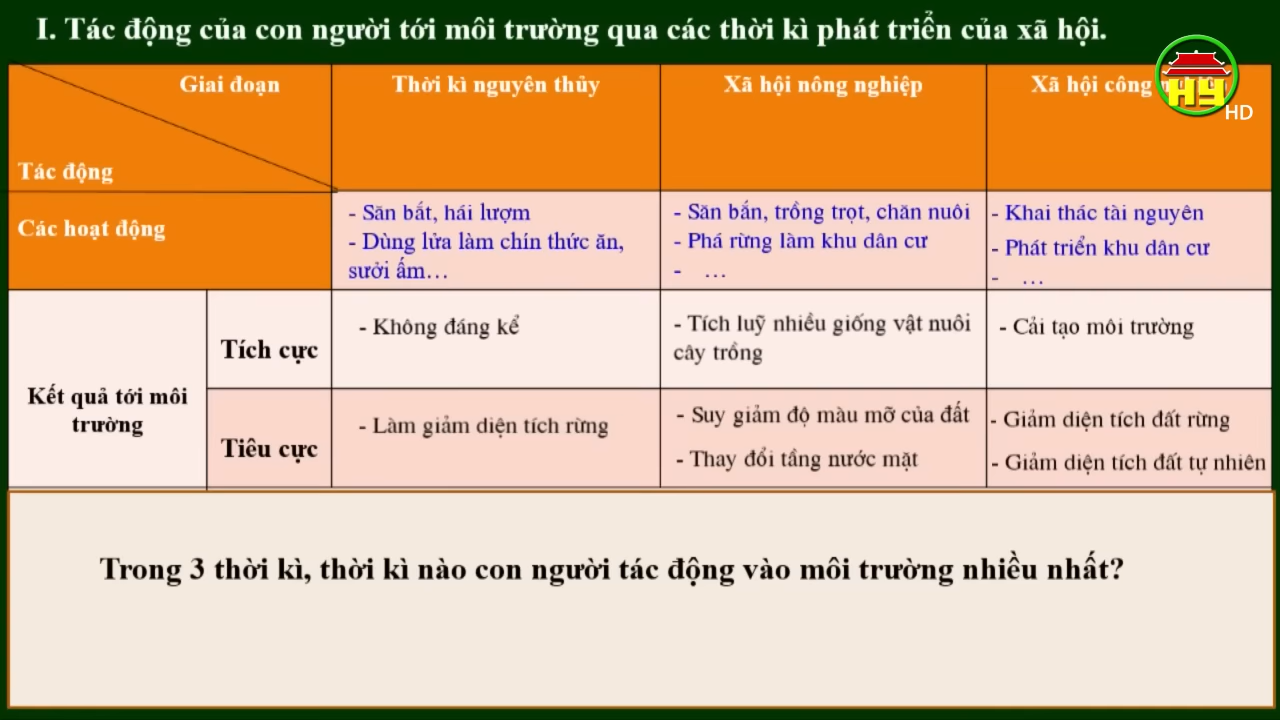 I. Tác động của con người tới môi trường qua các thời kì phát triển của xã hội.
Giai đoạn
Tác động
Thời kì nguyên thủy
Xã hội nông nghiệp
Xã hội công
HY
HD
Các hoạt động
- Săn bắt, hái lượm
- Dùng lửa làm chín thức ăn,
sưởi ấm…
- Săn bắn, trồng trọt, chăn nuôi
- Phá rừng làm khu dân cư
- …
- Khai thác tài nguyên
- Phát triển khu dân cư
- …
Kết quả tới môi
trường
Tích cực
- Không đáng kể
- Tích luỹ nhiều giống vật nuôi
cây trồng
- Cải tạo môi trường
Tiêu cực
- Làm giảm diện tích rừng
- Suy giảm độ màu mỡ của đất
- Thay đổi tầng nước mặt
- Giảm diện tích đất rừng
- Giảm diện tích đất tự nhiên
Trong 3 thời kì, thời kì nào con người tác động vào môi trường nhiều nhất?